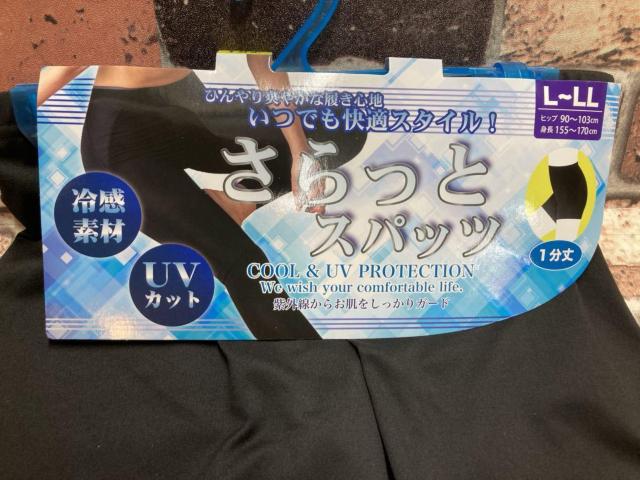 ひんやり爽やかな履き心地
いつでも快適スタイル!
さらっと
スパッツ
冷感
素材
UV
カット
COOL & UV PROTECTION
We wish your comfortable life.
紫外線からお肌をしっかりガード
L~LL
ヒップ 90~103cm
身長 155~170cm
1分丈